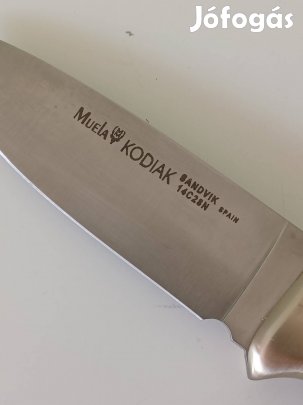 Jófogás
MUELA KODIAK SANDVIK
14C28N SPAIN